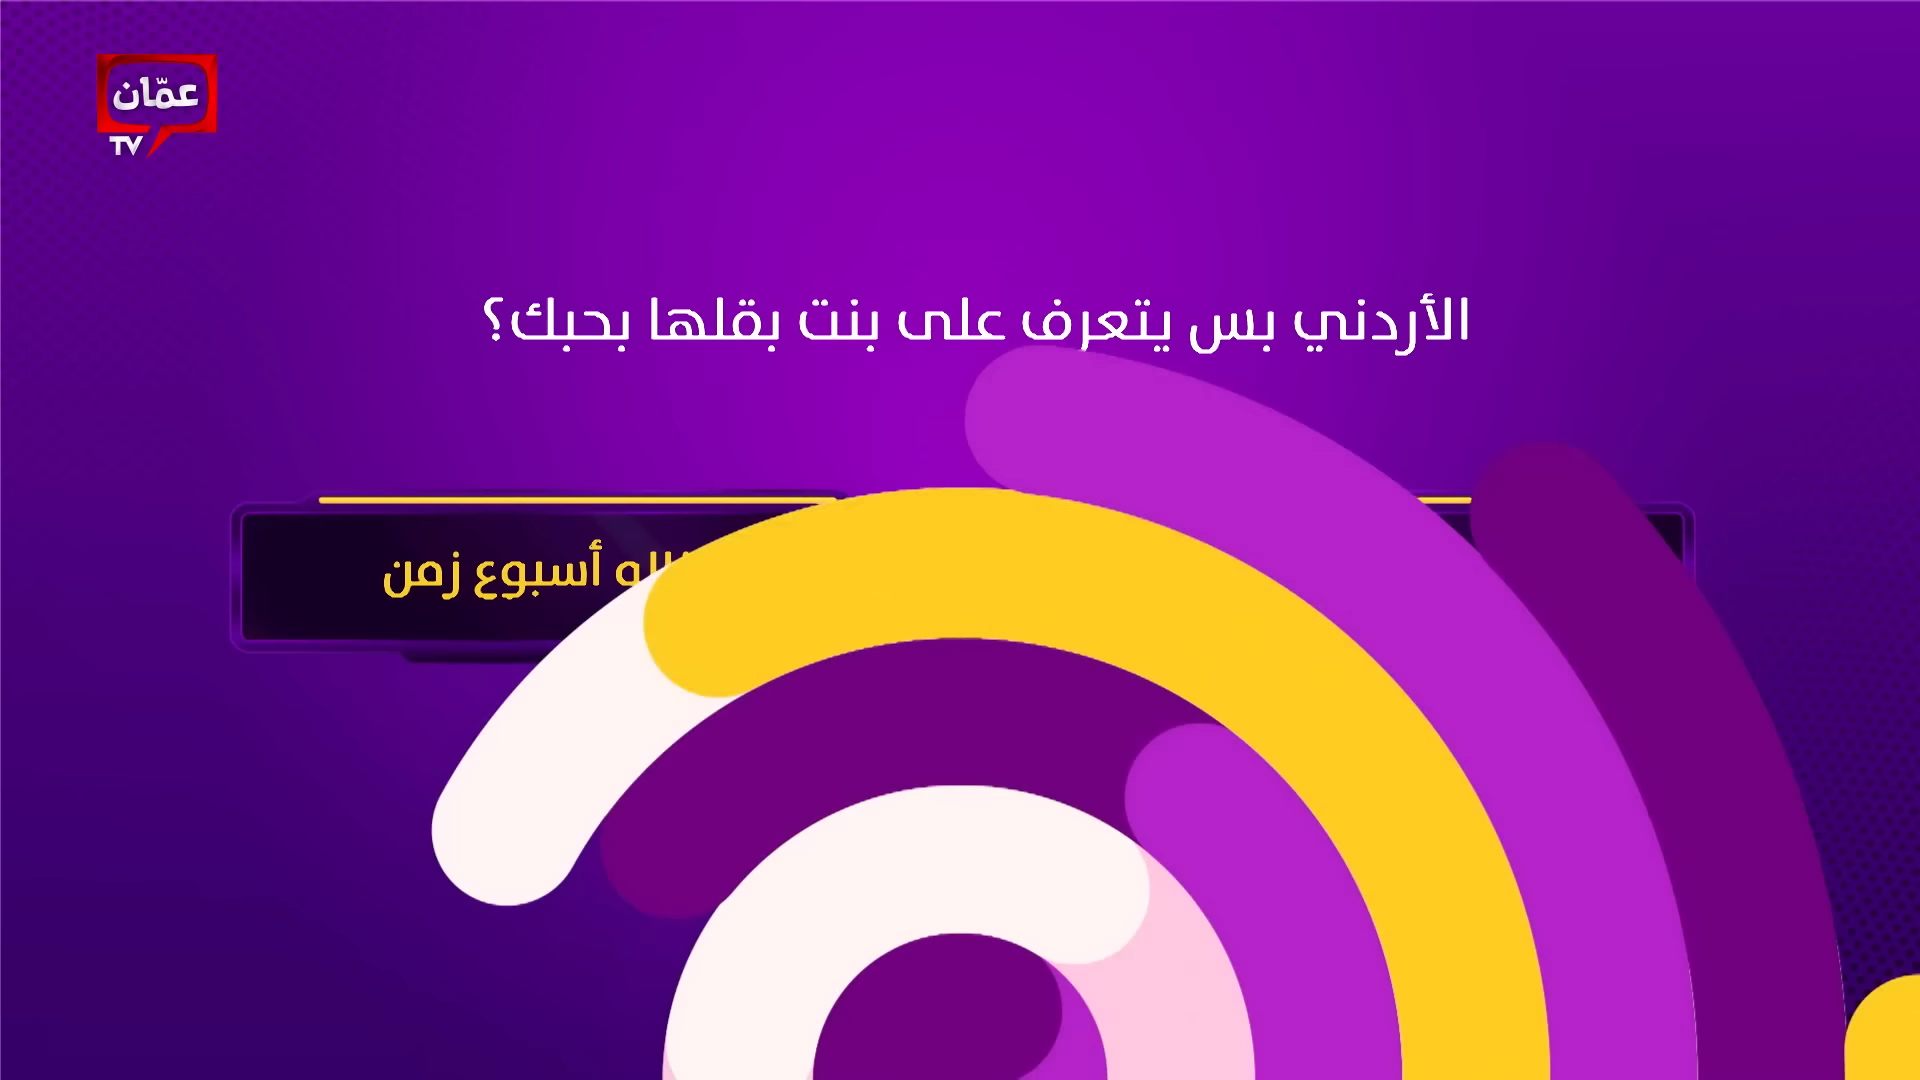 عمّان
TV
الأردني بس يتعرف على بنت بقلها بحبك؟
أسبوع زمن